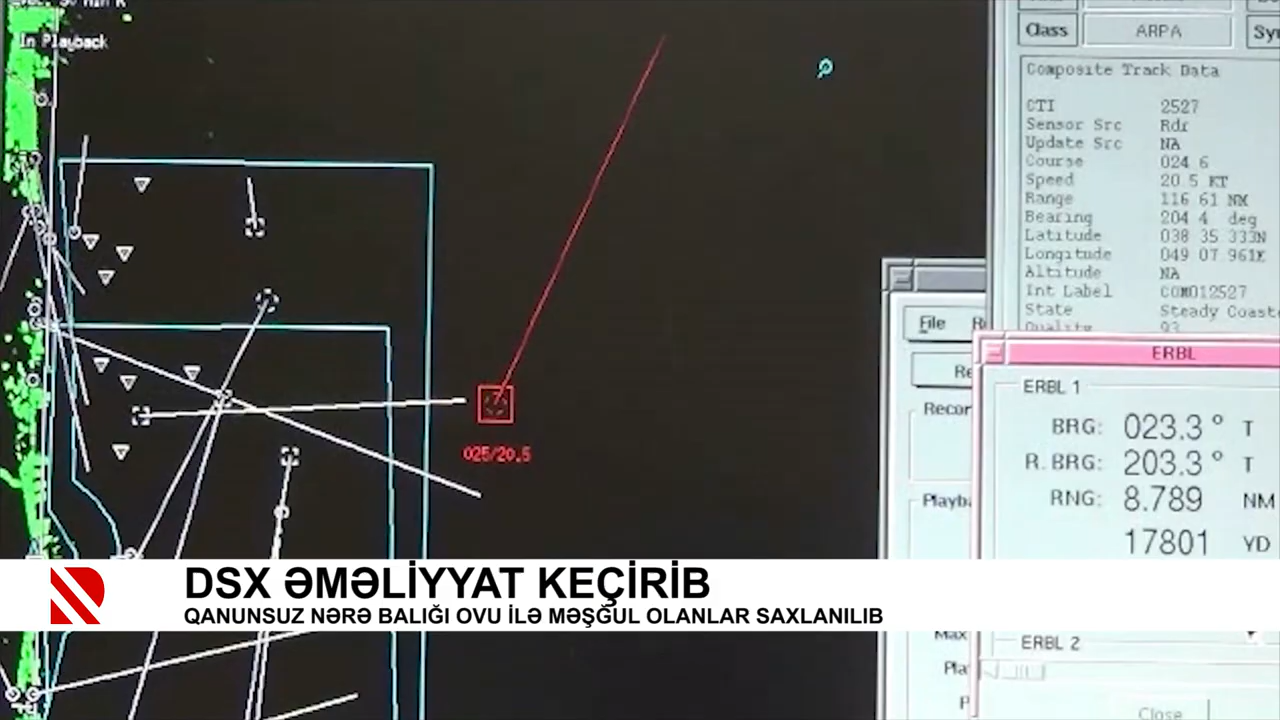 In Playback
025/20.5
Class ARPA
Composite Track Data
CTI 2527
Sensor Src Rdr
Update Src NA
Course 024 6
Speed 20 5 KT
Range 116 61 NM
Bearing 204 4 deg
Latitude 038 35.333N
Longitude 049 07.961E
Altitude NA
Int Label COM012527
State Steady Coast
Quality 93
File
ERBL
ERBL 1
BRG: 023.3 ° T
R. BRG: 203.3 ° T
RNG: 8.789 NM
17801 YD
DSX ƏMƏLİYYAT KEÇİRİB
QANUNSUZ NƏRƏ BALIĞI OVU İLƏ MƏŞĞUL OLANLAR SAXLANILIB
ERBL 2
Close